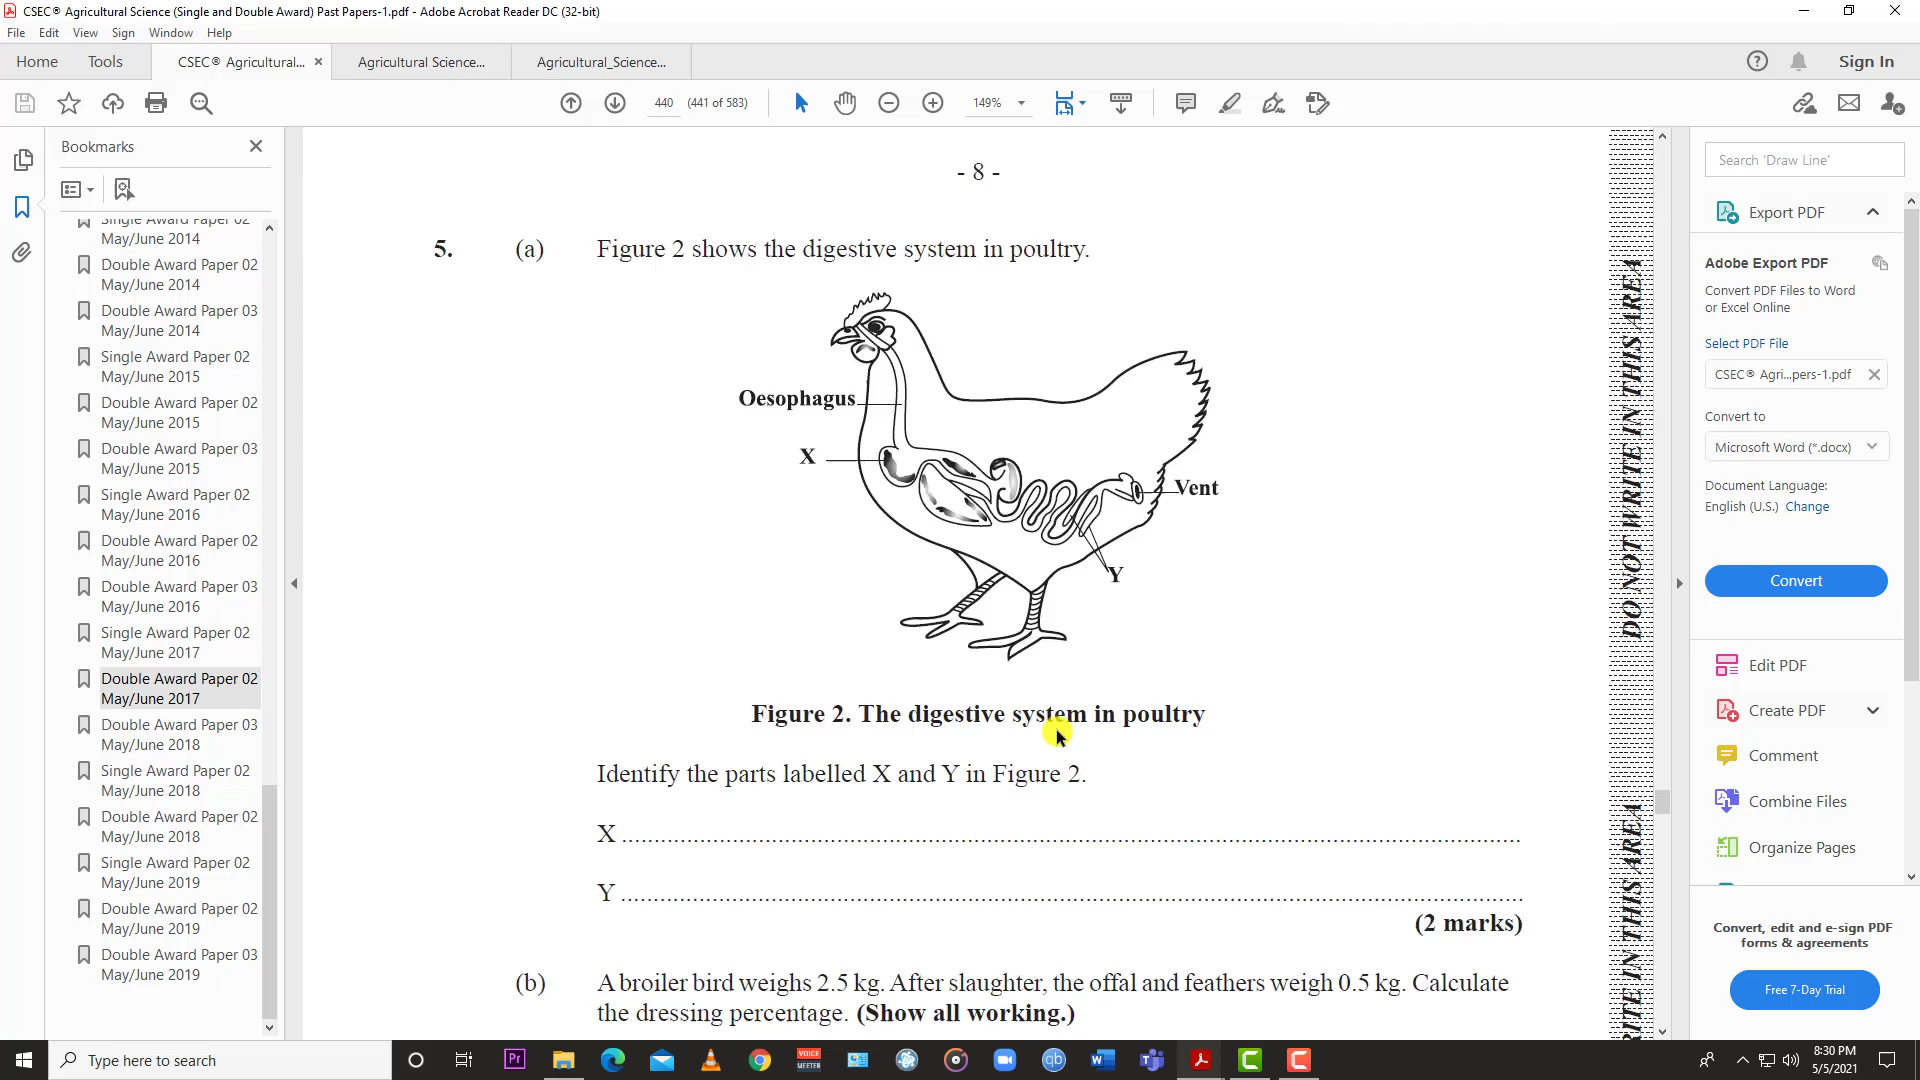 CSEC® Agricultural Science (Single and Double Award) Past Papers-1.pdf - Adobe Acrobat Reader DC (32-bit)
File Edit View Sign Window Help
Home Tools CSEC® Agricultural... × Agricultural Science... Agricultural_Science... Sign In
440 (441 of 583) 149%
Bookmarks
Single Award Paper 02
May/June 2014
Double Award Paper 02
May/June 2014
Double Award Paper 03
May/June 2014
Single Award Paper 02
May/June 2015
Double Award Paper 02
May/June 2015
Double Award Paper 03
May/June 2015
Single Award Paper 02
May/June 2016
Double Award Paper 02
May/June 2016
Double Award Paper 03
May/June 2016
Single Award Paper 02
May/June 2017
Double Award Paper 02
May/June 2017
Double Award Paper 03
May/June 2018
Single Award Paper 02
May/June 2018
Double Award Paper 02
May/June 2018
Single Award Paper 02
May/June 2019
Double Award Paper 02
May/June 2019
Double Award Paper 03
May/June 2019
- 8 -
5. (a) Figure 2 shows the digestive system in poultry.
Oesophagus
X
Vent
Y
Figure 2. The digestive system in poultry
Identify the parts labelled X and Y in Figure 2.
X ..........................................................................................................
Y ..........................................................................................................
(2 marks)
(b) A broiler bird weighs 2.5 kg. After slaughter, the offal and feathers weigh 0.5 kg. Calculate
the dressing percentage. (Show all working.)
DO NOT WRITE IN THIS AREA
RITE IN THIS AREA
Search 'Draw Line'
Export PDF
Adobe Export PDF
Convert PDF Files to Word
or Excel Online
Select PDF File
CSEC® Agri...pers-1.pdf
Convert to
Microsoft Word (*.docx)
Document Language:
English (U.S.) Change
Convert
Edit PDF
Create PDF
Comment
Combine Files
Organize Pages
Convert, edit and e-sign PDF
forms & agreements
Free 7-Day Trial
Type here to search
Pr
VOICE
MEETER
qb
8:30 PM
5/5/2021